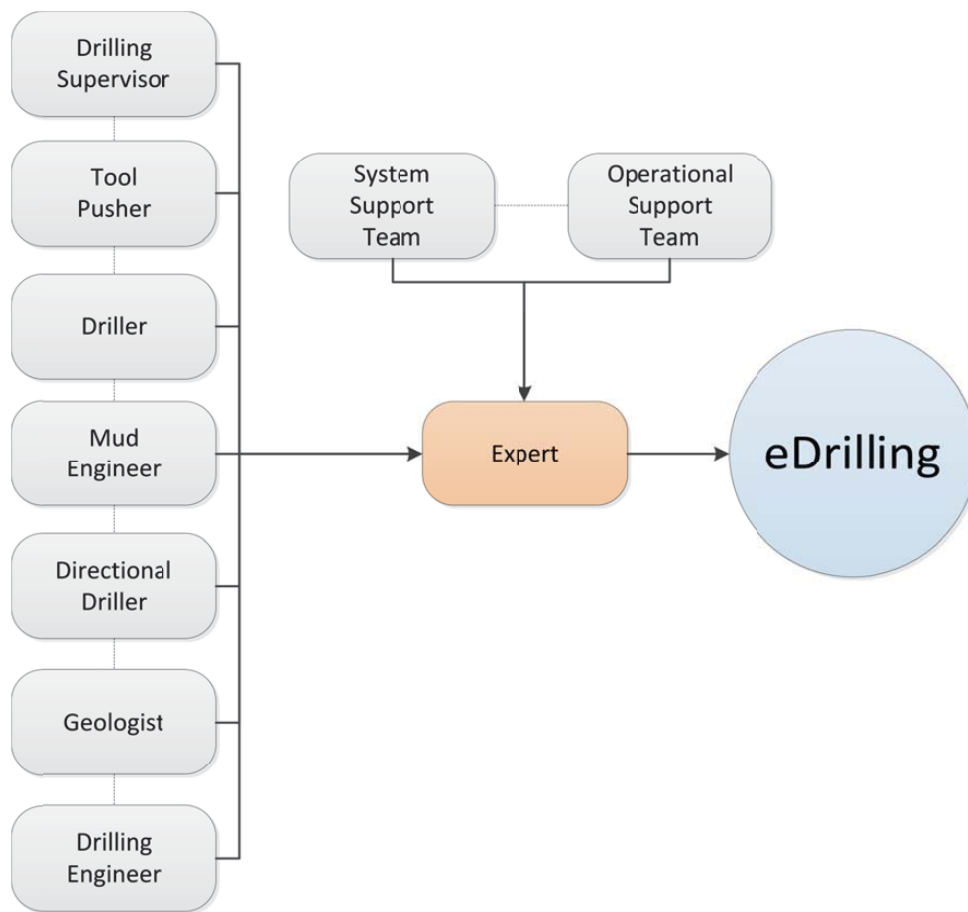 Drilling
Supervisor
Tool
Pusher
Driller
Mud
Engineer
Directional
Driller
Geologist
Drilling
Engineer
System
Support
Team
Operational
Support
Team
Expert
eDrilling